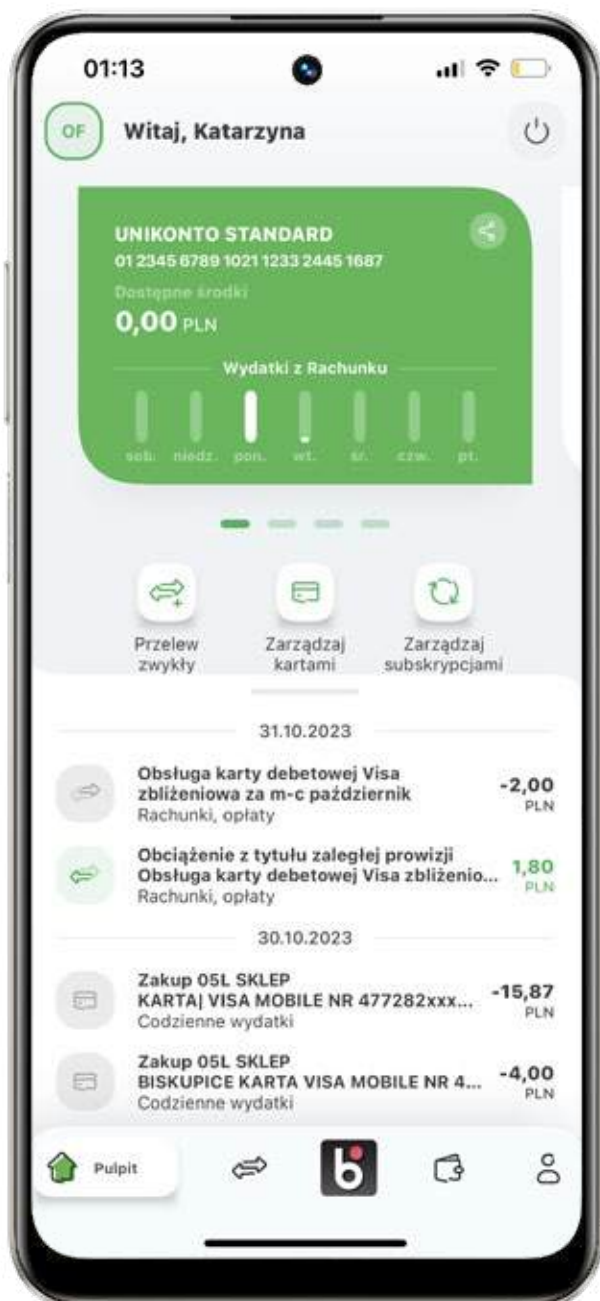 01:13
OF
Witaj, Katarzyna
UNIKONTO STANDARD
01 2345 6789 1021 1233 2445 1687
Dostępne środki
0,00 PLN
Wydatki z Rachunku
sob. niedz. pon. wt. śr. czw. pt.
Przelew zwykły
Zarządzaj kartami
Zarządzaj subskrypcjami
31.10.2023
Obsługa karty debetowej Visa
zbliżeniowa za m-c październik
Rachunki, opłaty
-2,00
PLN
Obciążenie z tytułu zaległej prowizji
Obsługa karty debetowej Visa zbliżenio...
Rachunki, opłaty
1,80
PLN
30.10.2023
Zakup 05L SKLEP
KARTA| VISA MOBILE NR 477282xxx...
Codzienne wydatki
-15,87
PLN
Zakup 05L SKLEP
BISKUPICE KARTA VISA MOBILE NR 4...
Codzienne wydatki
-4,00
PLN
Pulpit
b